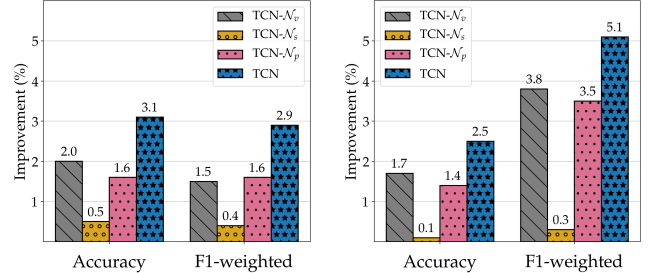 Improvement (%)
5
4
3
2
1
TCN-𝒩v
TCN-𝒩s
TCN-𝒩p
TCN
2.0
0.5
1.6
3.1
1.5
0.4
1.6
2.9
Accuracy
F1-weighted
Improvement (%)
5
4
3
2
1
TCN-𝒩v
TCN-𝒩s
TCN-𝒩p
TCN
1.7
0.1
1.4
2.5
3.8
0.3
3.5
5.1
Accuracy
F1-weighted